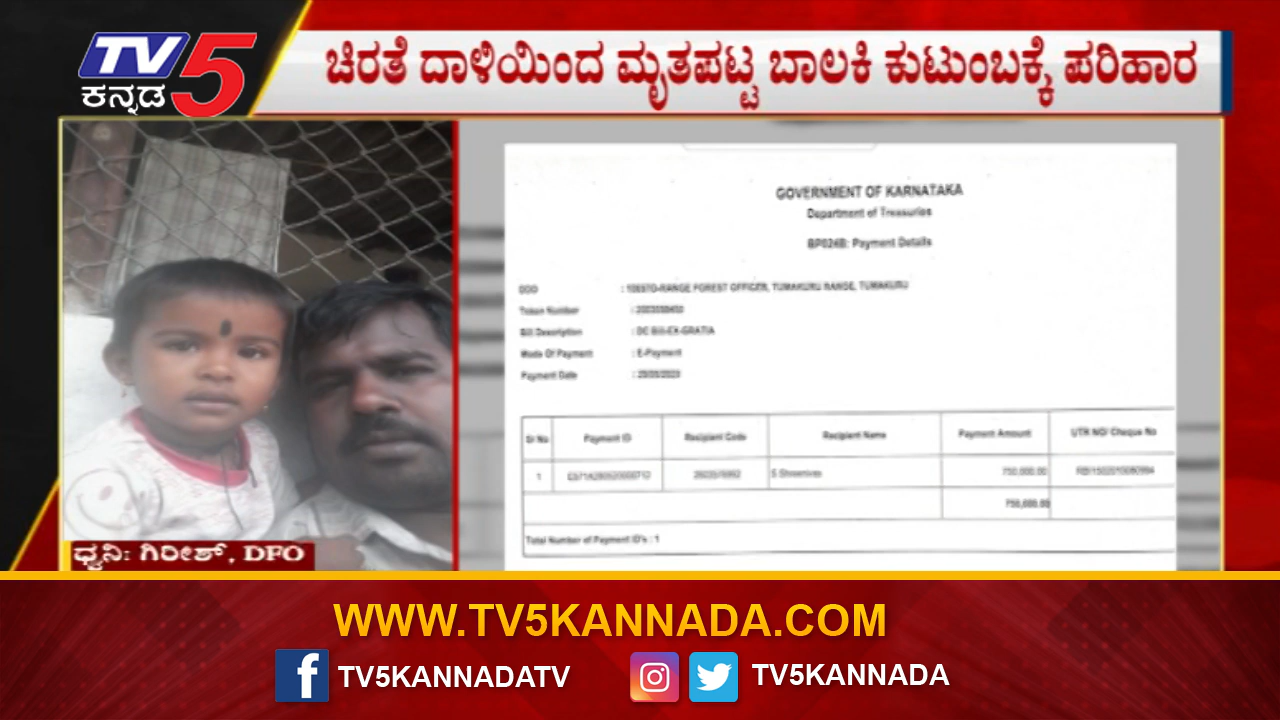 TV5
ಕನ್ನಡ
ಚಿರತೆ ದಾಳಿಯಿಂದ ಮೃತಪಟ್ಟ ಬಾಲಕಿ ಕುಟುಂಬಕ್ಕೆ ಪರಿಹಾರ
GOVERNMENT OF KARNATAKA
Department of Treasuries
BP024B: Payment Details
DDO : RANGE FOREST OFFICER, TUMAKURU RANGE, TUMAKURU
Token Number :
Bill Description : DC Bill-EX-GRATIA
Mode Of Payment : E-Payment
Payment Date :
Sr No Payment ID Recipient Code Recipient Name Payment Amount UTR NO/ Cheque No
1 750,000.00
750,000.00
Total Number of Payment ID's : 1
ಧ್ವನಿ: ಗಿರೀಶ್, DFO
WWW.TV5KANNADA.COM
f TV5KANNADATV TV5KANNADA